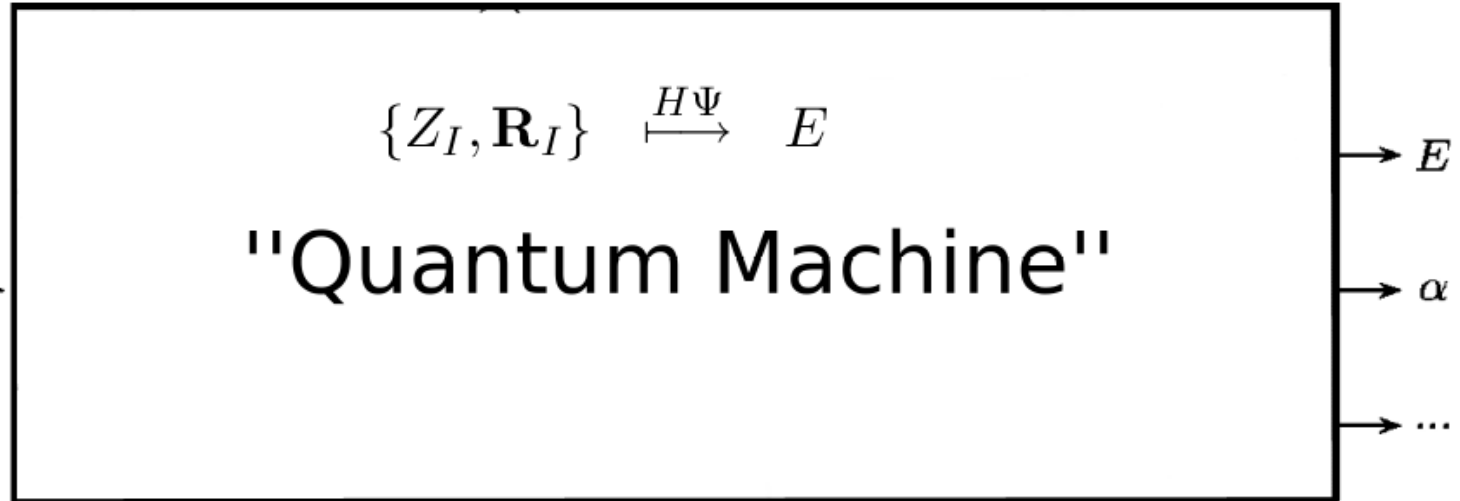 {Z_I, R_I} ⟼ HΨ E
E
''Quantum Machine''
α
...